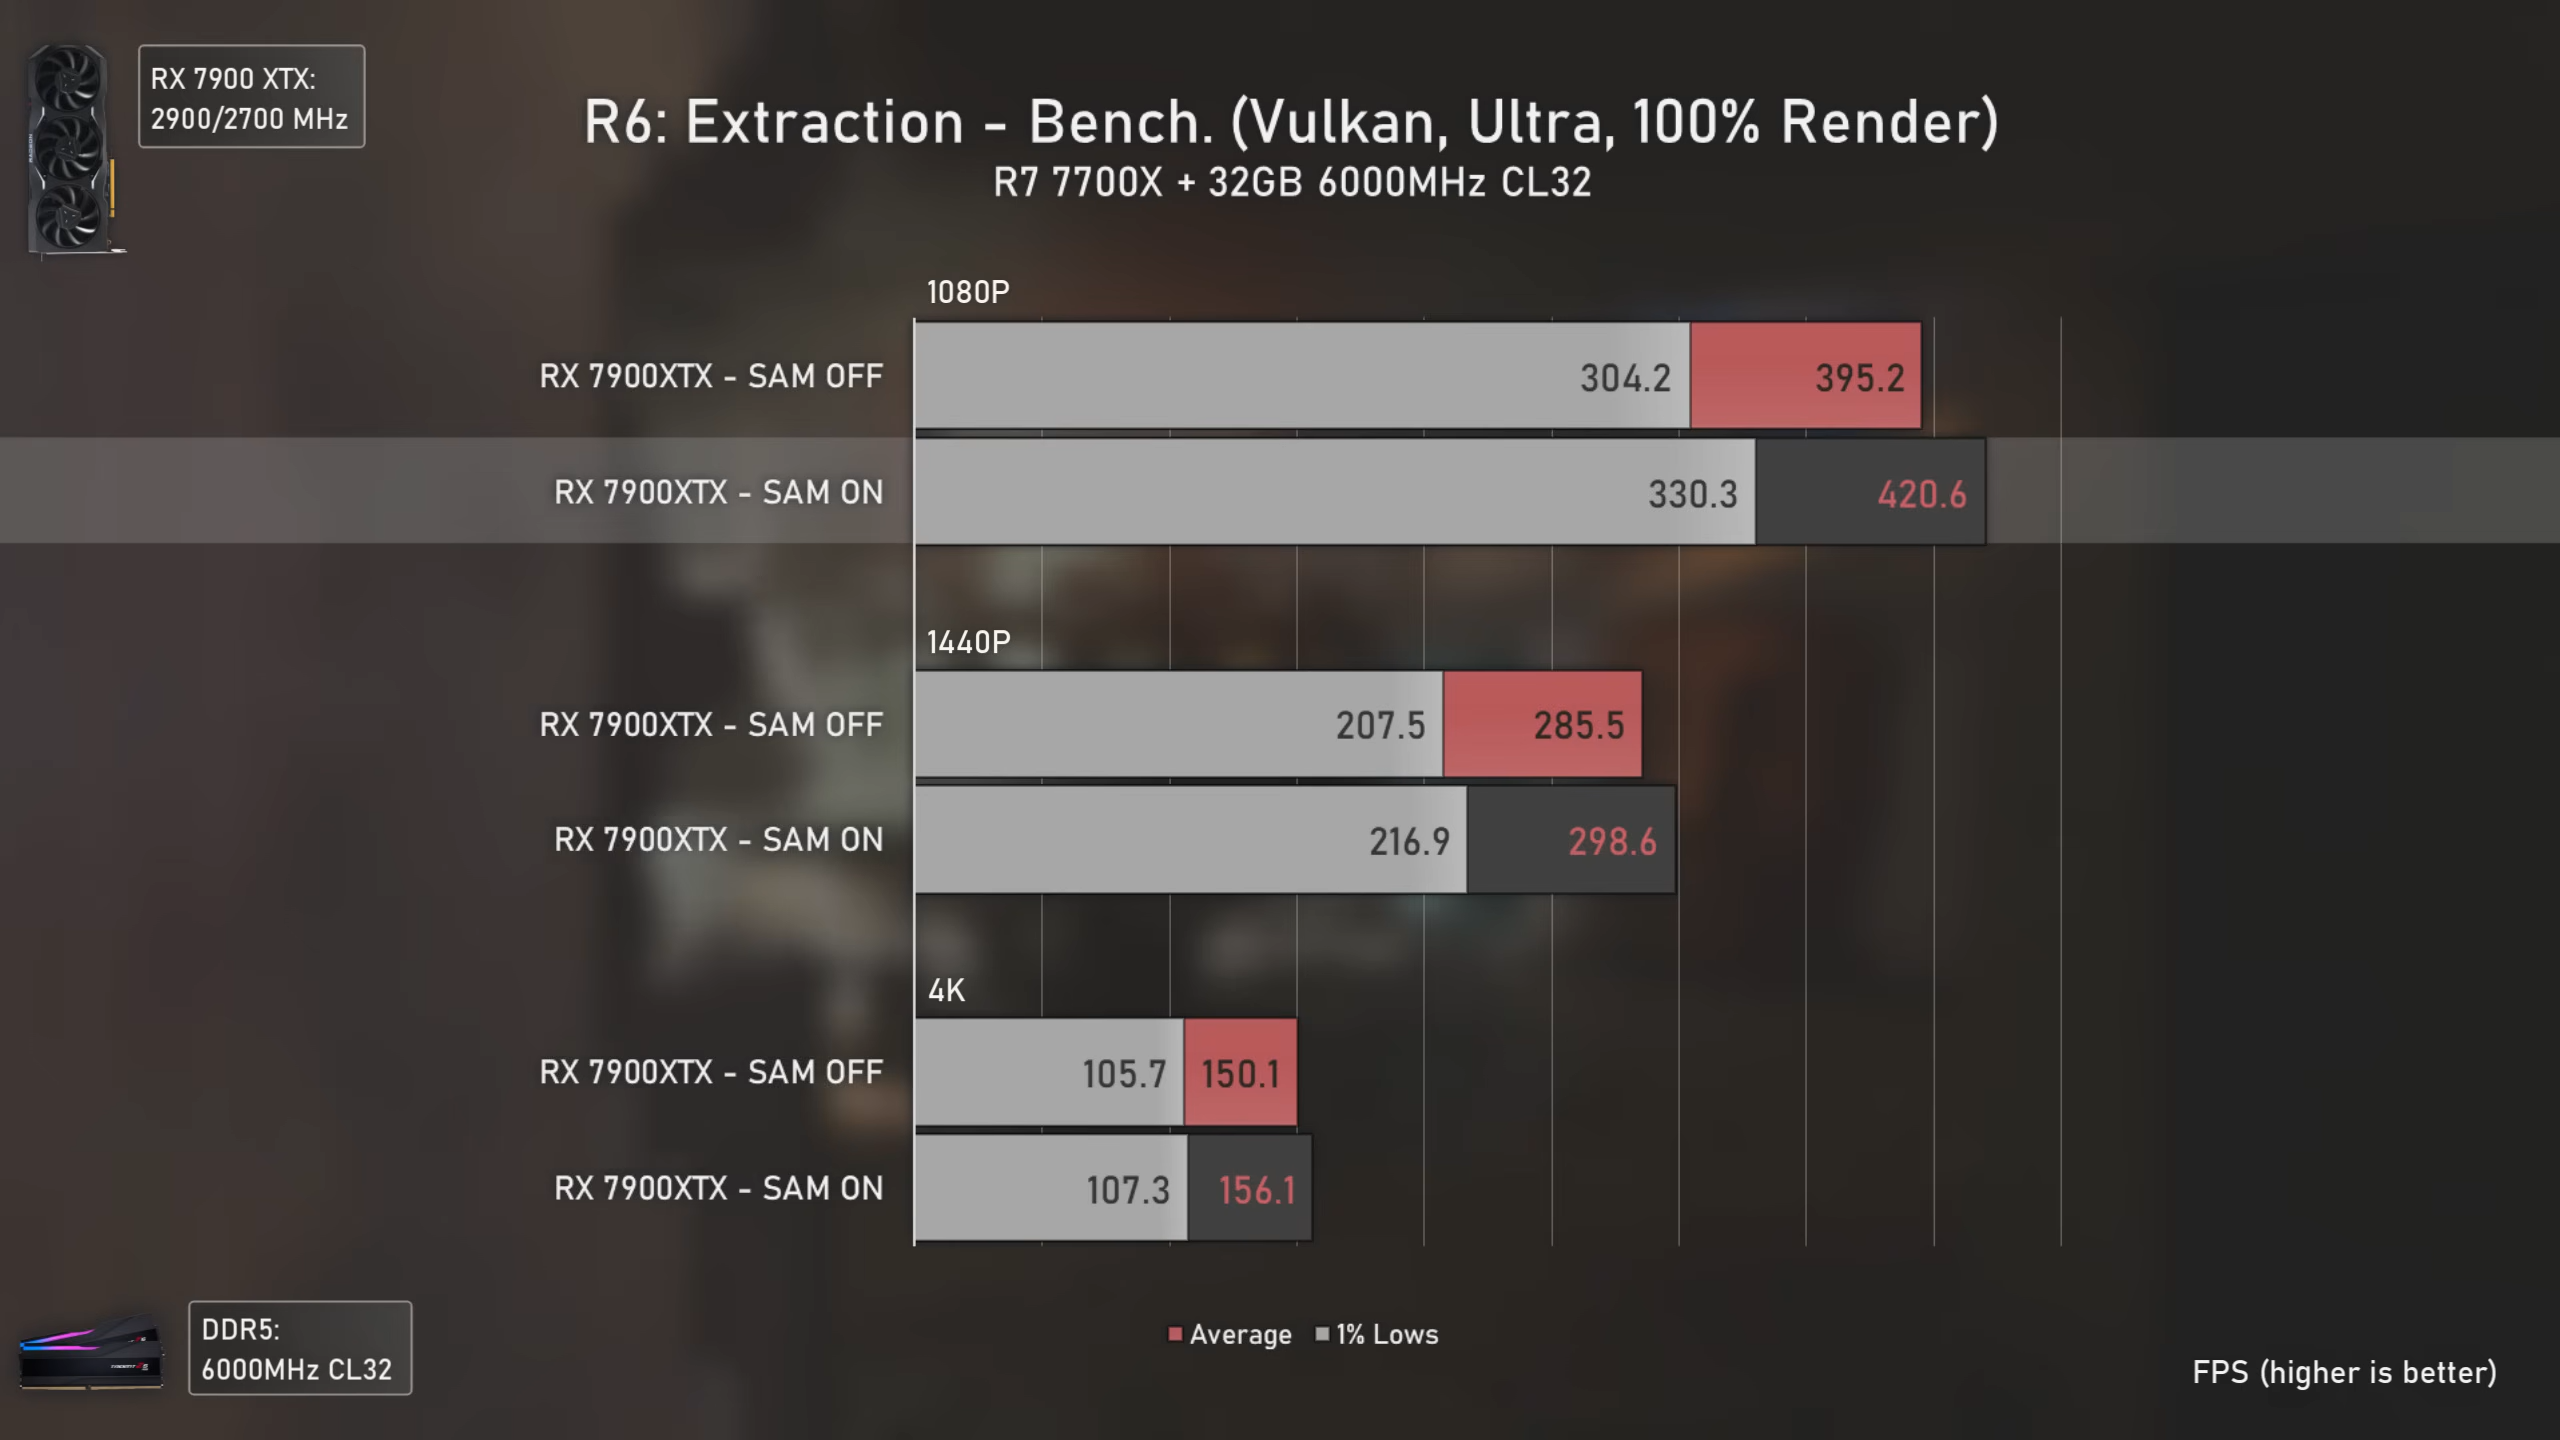 RX 7900 XTX:
2900/2700 MHz
R6: Extraction - Bench. (Vulkan, Ultra, 100% Render)
R7 7700X + 32GB 6000MHz CL32
1080P
RX 7900XTX - SAM OFF 304.2 395.2
RX 7900XTX - SAM ON 330.3 420.6
1440P
RX 7900XTX - SAM OFF 207.5 285.5
RX 7900XTX - SAM ON 216.9 298.6
4K
RX 7900XTX - SAM OFF 105.7 150.1
RX 7900XTX - SAM ON 107.3 156.1
DDR5:
6000MHz CL32
Average 1% Lows
FPS (higher is better)